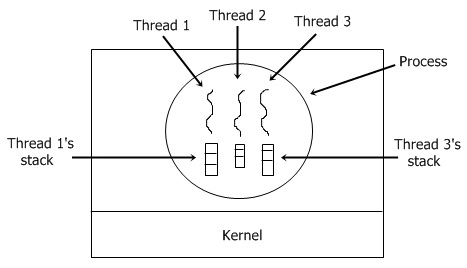 Thread 2
Thread 1
Thread 3
Process
Thread 1's
stack
Thread 3's
stack
Kernel